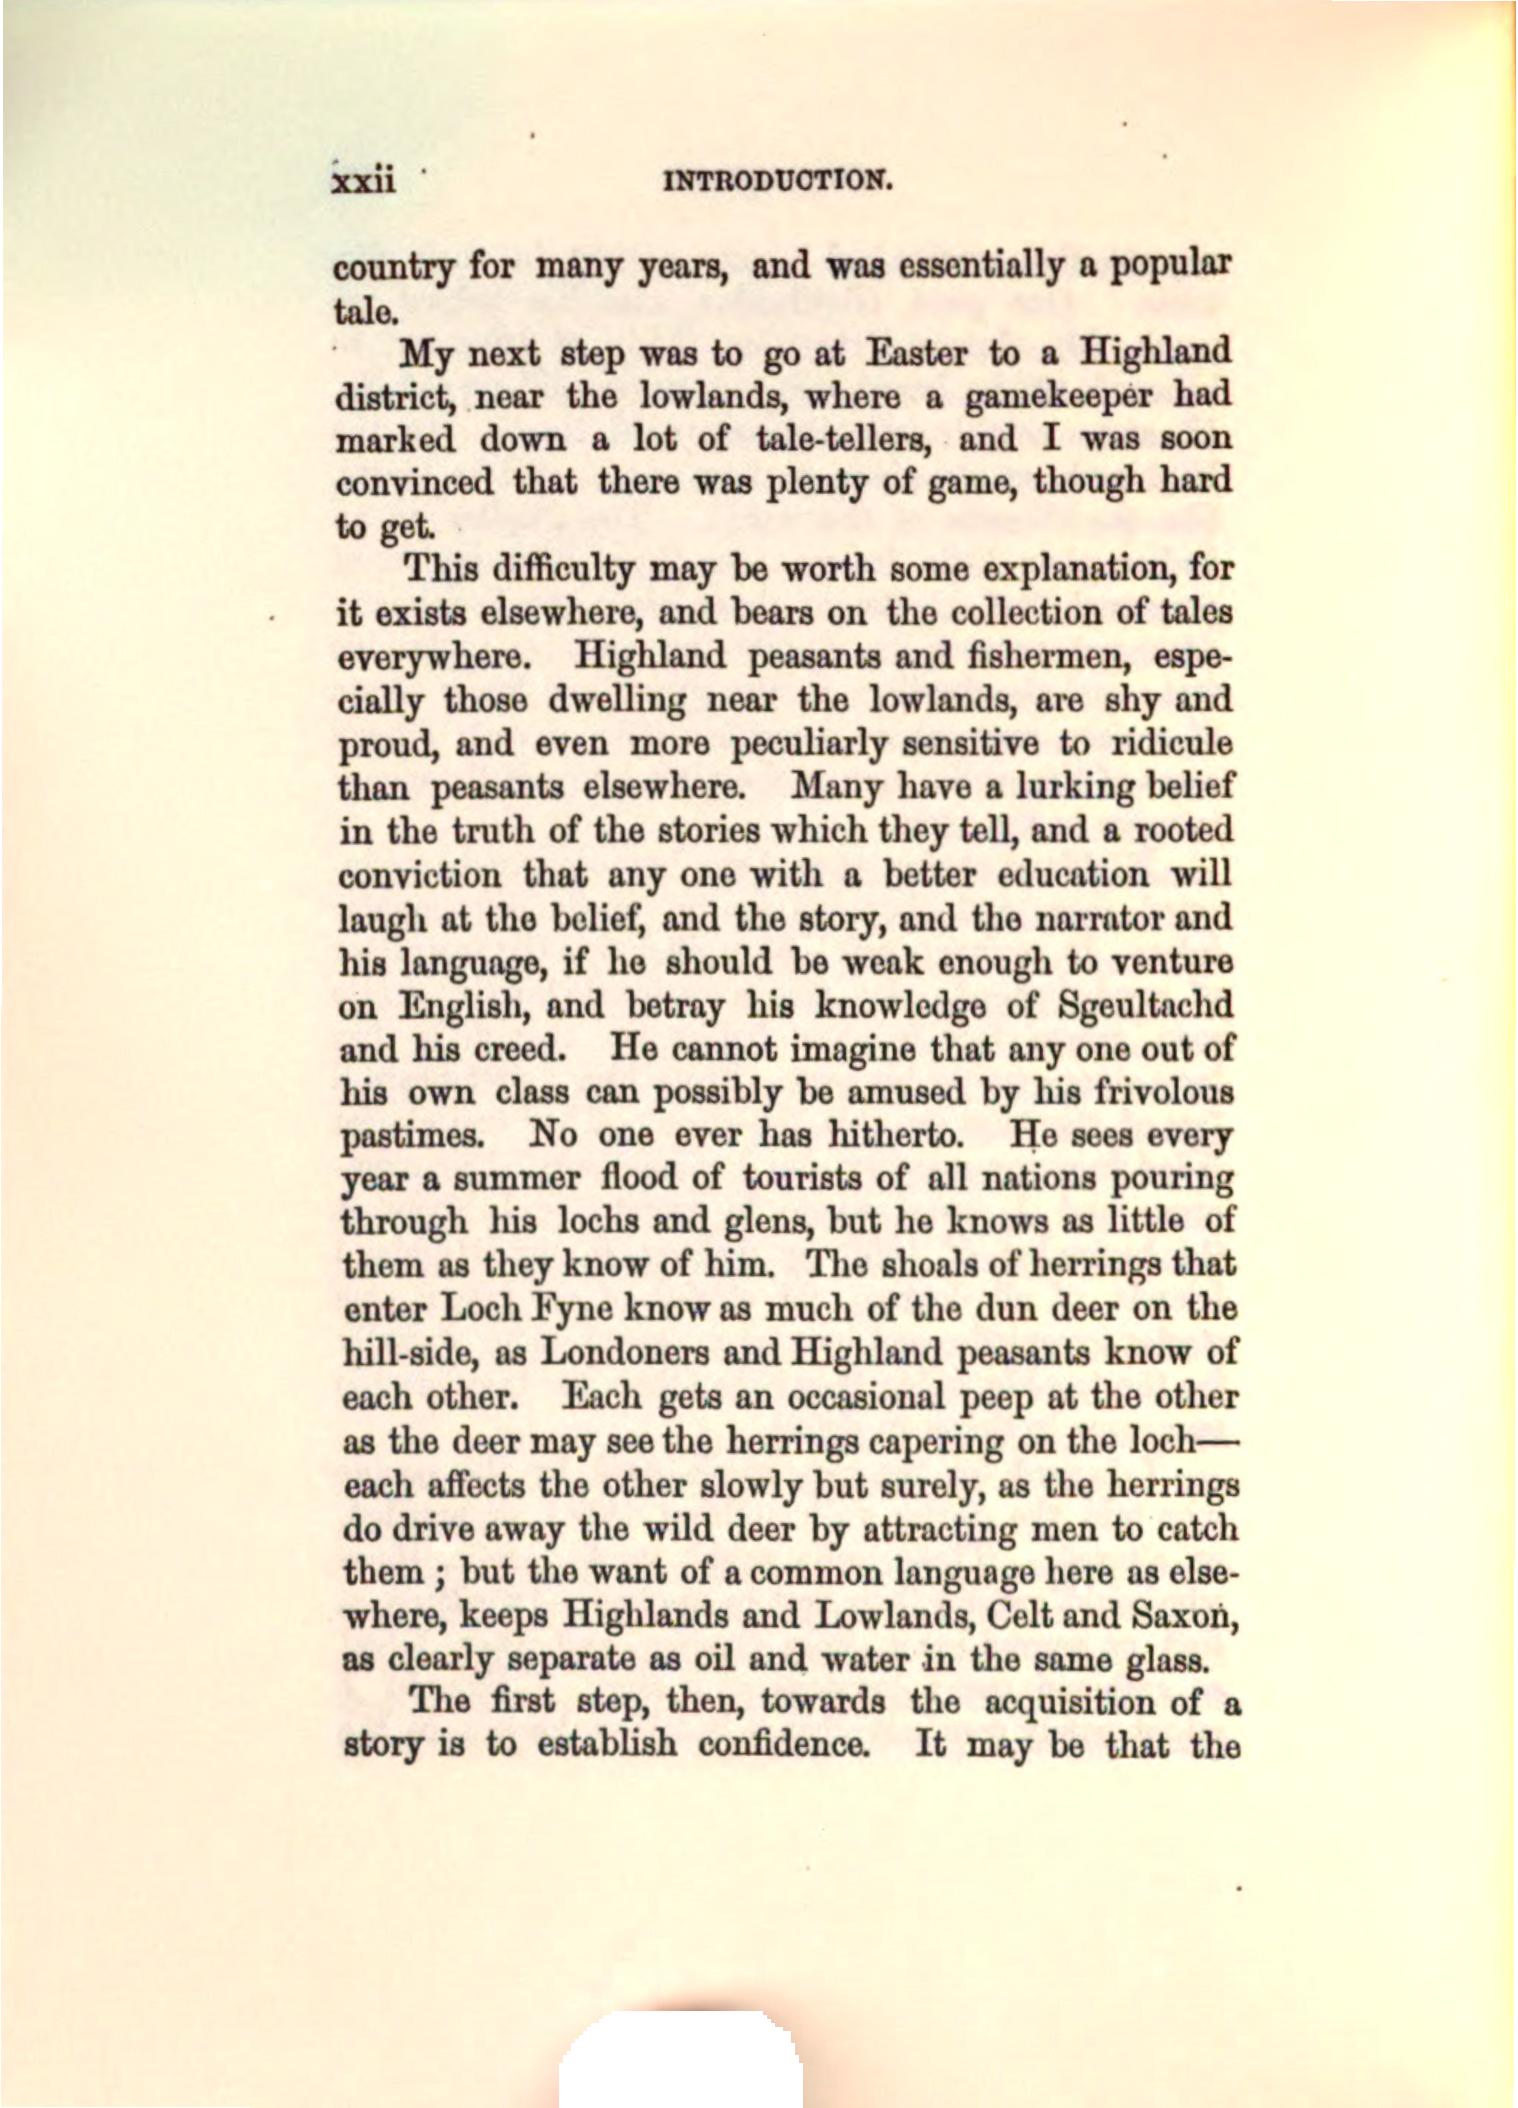 xxii
INTRODUCTION.
country for many years, and was essentially a popular
tale.
My next step was to go at Easter to a Highland
district, near the lowlands, where a gamekeeper had
marked down a lot of tale-tellers, and I was soon
convinced that there was plenty of game, though hard
to get.
This difficulty may be worth some explanation, for
it exists elsewhere, and bears on the collection of tales
everywhere. Highland peasants and fishermen, espe-
cially those dwelling near the lowlands, are shy and
proud, and even more peculiarly sensitive to ridicule
than peasants elsewhere. Many have a lurking belief
in the truth of the stories which they tell, and a rooted
conviction that any one with a better education will
laugh at the belief, and the story, and the narrator and
his language, if he should be weak enough to venture
on English, and betray his knowledge of Sgeultachd
and his creed. He cannot imagine that any one out of
his own class can possibly be amused by his frivolous
pastimes. No one ever has hitherto. He sees every
year a summer flood of tourists of all nations pouring
through his lochs and glens, but he knows as little of
them as they know of him. The shoals of herrings that
enter Loch Fyne know as much of the dun deer on the
hill-side, as Londoners and Highland peasants know of
each other. Each gets an occasional peep at the other
as the deer may see the herrings capering on the loch—
each affects the other slowly but surely, as the herrings
do drive away the wild deer by attracting men to catch
them ; but the want of a common language here as else-
where, keeps Highlands and Lowlands, Celt and Saxon,
as clearly separate as oil and water in the same glass.
The first step, then, towards the acquisition of a
story is to establish confidence. It may be that the